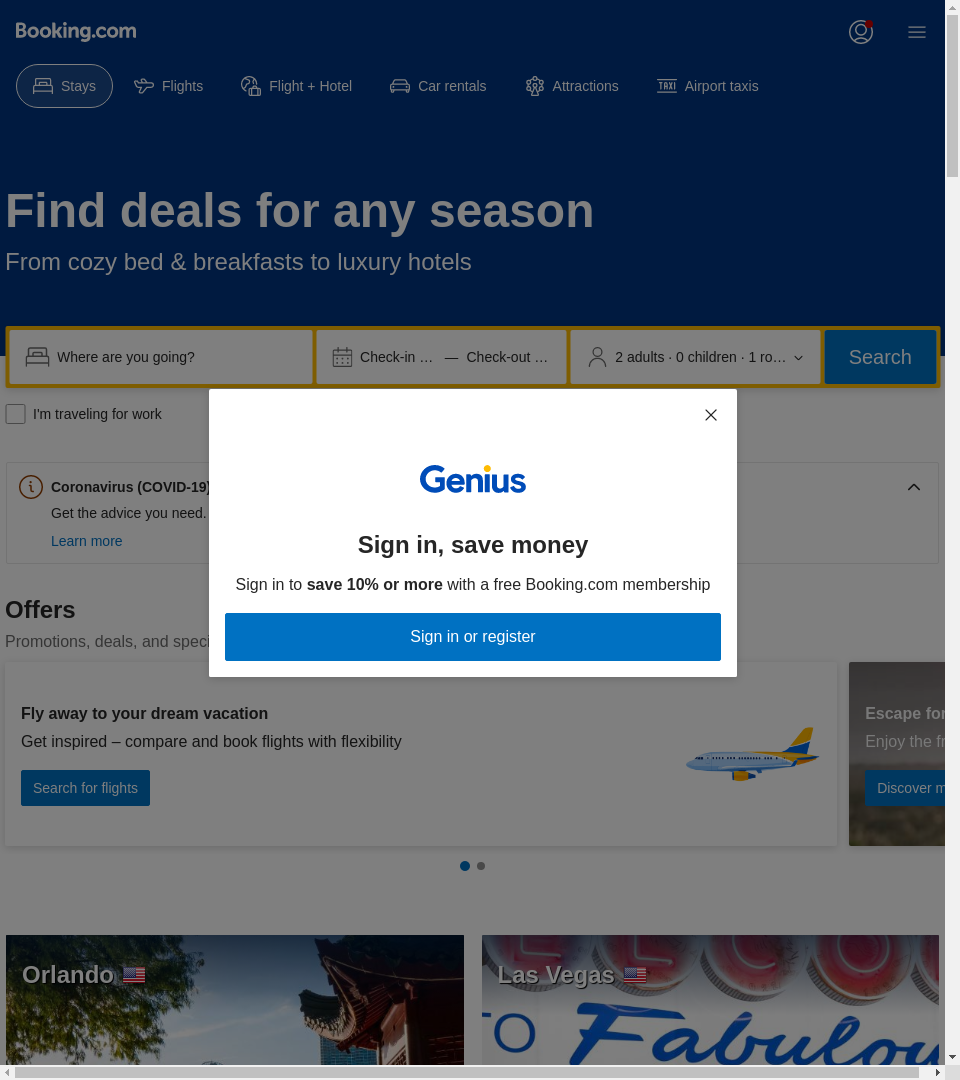 Booking.com
Stays
Flights
Flight + Hotel
Car rentals
Attractions
Airport taxis
Find deals for any season
From cozy bed & breakfasts to luxury hotels
Where are you going?
Check-in … — Check-out …
2 adults · 0 children · 1 ro…
Search
I'm traveling for work
Coronavirus (COVID-19)
Get the advice you need.
Learn more
Genius
Sign in, save money
Sign in to save 10% or more with a free Booking.com membership
Sign in or register
Offers
Promotions, deals, and speci
Fly away to your dream vacation
Get inspired – compare and book flights with flexibility
Search for flights
Escape for
Enjoy the fr
Discover m
Orlando
Las Vegas
TO
Fabulou